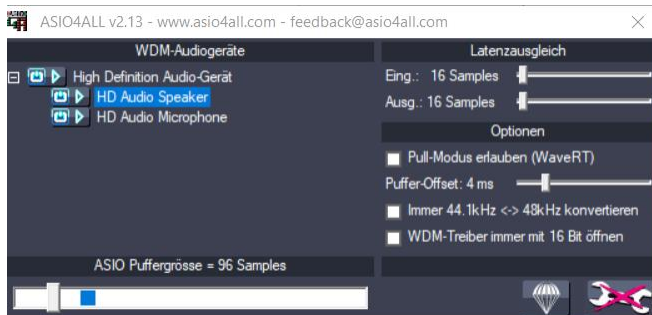 ASIO4ALL v2.13 - www.asio4all.com - feedback@asio4all.com
WDM-Audiogeräte
High Definition Audio-Gerät
HD Audio Speaker
HD Audio Microphone
ASIO Puffergrösse = 96 Samples
Latenzausgleich
Eing.: 16 Samples
Ausg.: 16 Samples
Optionen
Pull-Modus erlauben (WaveRT)
Puffer-Offset: 4 ms
Immer 44.1kHz <-> 48kHz konvertieren
WDM-Treiber immer mit 16 Bit öffnen